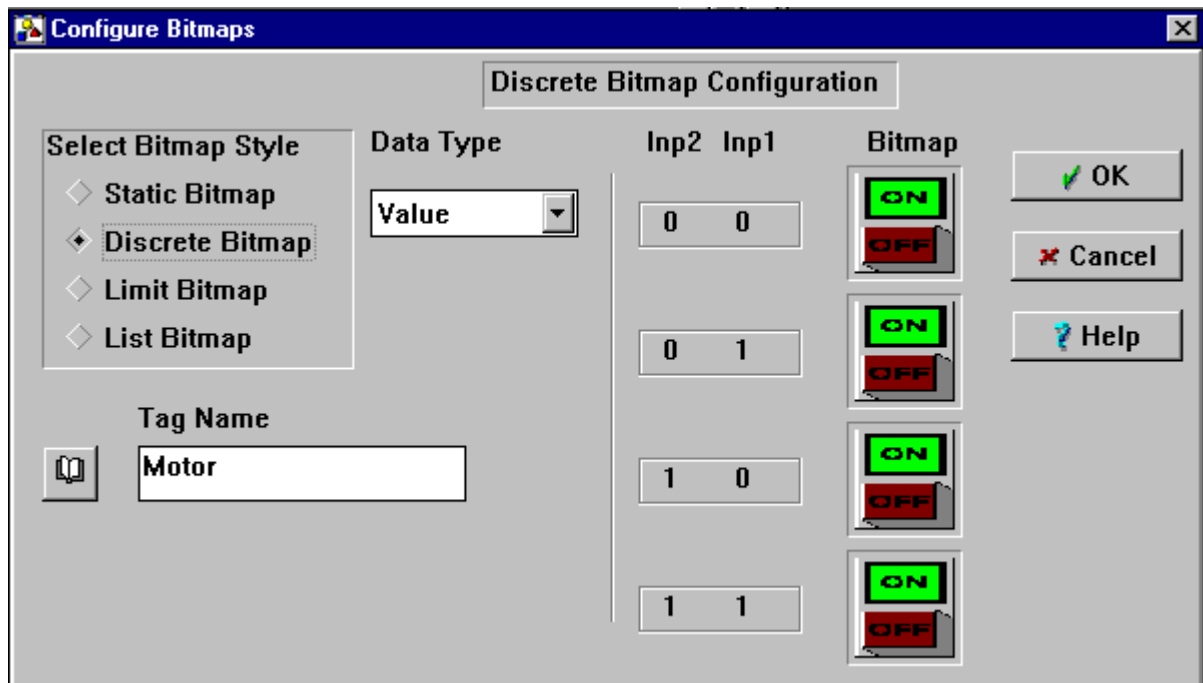 Configure Bitmaps
Discrete Bitmap Configuration
Select Bitmap Style
Static Bitmap
Discrete Bitmap
Limit Bitmap
List Bitmap
Data Type
Value
Tag Name
Motor
Inp2 Inp1
Bitmap
0 0
ON
OFF
0 1
ON
OFF
1 0
ON
OFF
1 1
ON
OFF
OK
Cancel
Help